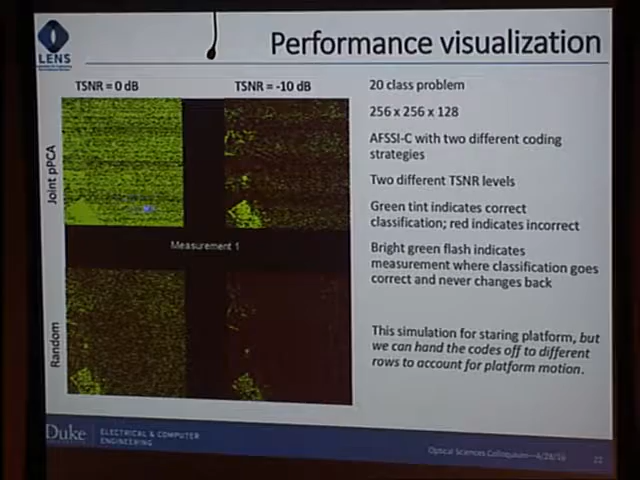 LENS
Performance visualization
TSNR = 0 dB
TSNR = -10 dB
Joint pPCA
Measurement 1
Random
20 class problem
256 x 256 x 128
AFSSI-C with two different coding
strategies
Two different TSNR levels
Green tint indicates correct
classification; red indicates incorrect
Bright green flash indicates
measurement where classification goes
correct and never changes back
This simulation for staring platform, but
we can hand the codes off to different
rows to account for platform motion.
Duke
ELECTRICAL & COMPUTER
ENGINEERING
Optical Sciences Colloquium—4/28/16
22